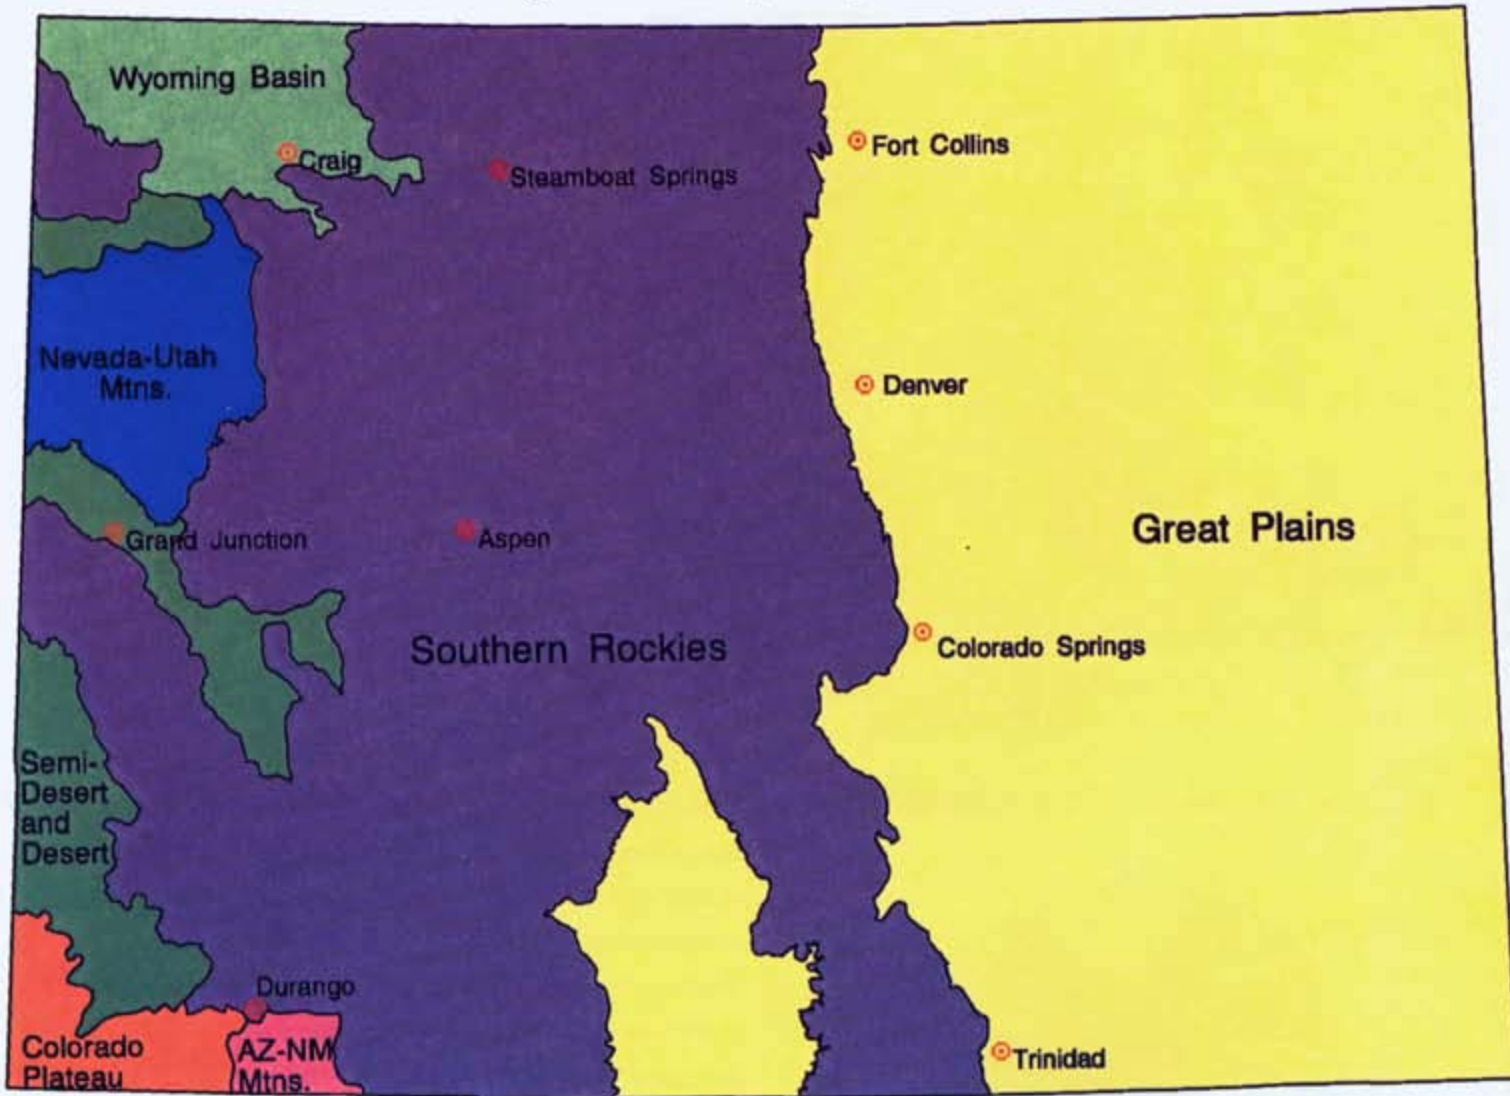 Wyoming Basin
Craig
Steamboat Springs
Fort Collins
Nevada-Utah
Mtns.
Denver
Grand Junction
Aspen
Great Plains
Southern Rockies
Colorado Springs
Semi-
Desert
and
Desert
Durango
Colorado
Plateau
AZ-NM
Mtns.
Trinidad